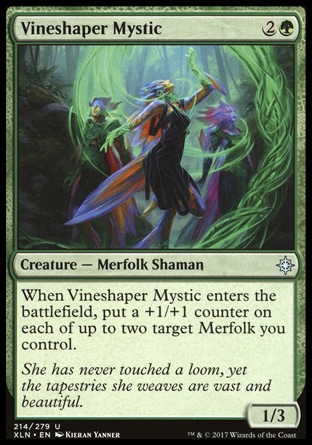 Vineshaper Mystic 2
Creature — Merfolk Shaman
When Vineshaper Mystic enters the
battlefield, put a +1/+1 counter on
each of up to two target Merfolk you
control.
She has never touched a loom, yet
the tapestries she weaves are vast and
beautiful.
1/3
214/279 U
XLN • EN KIERAN YANNER
™ & © 2017 Wizards of the Coast